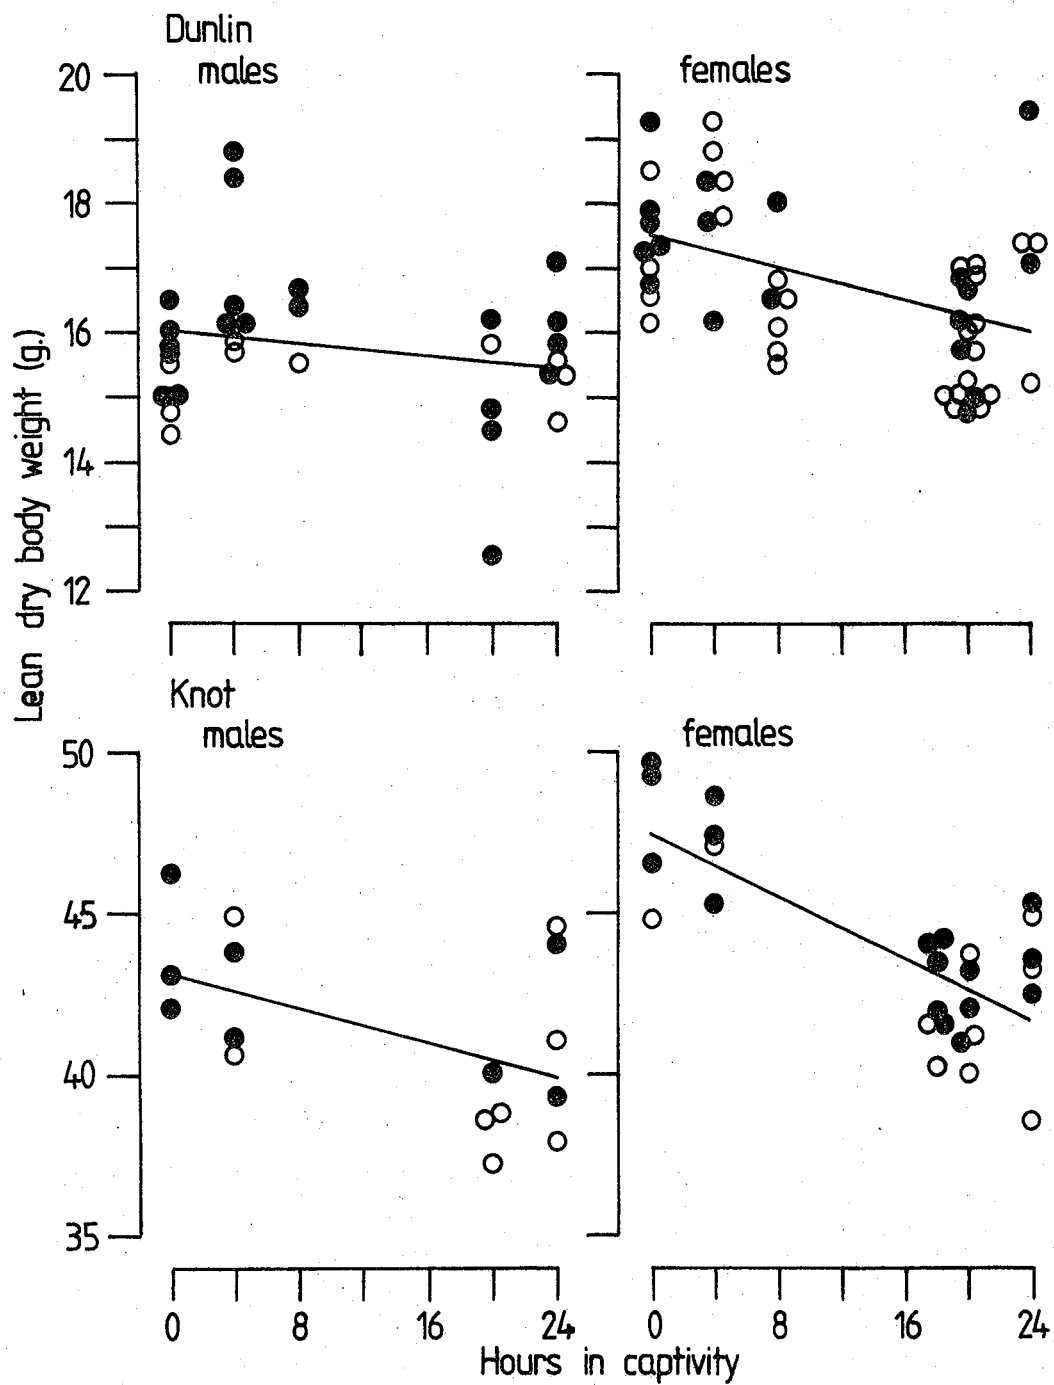 Dunlin
males
females
20
18
16
14
12
Lean dry body weight (g.)
Knot
males
females
50
45
40
35
0 8 16 24 0 8 16 24
Hours in captivity